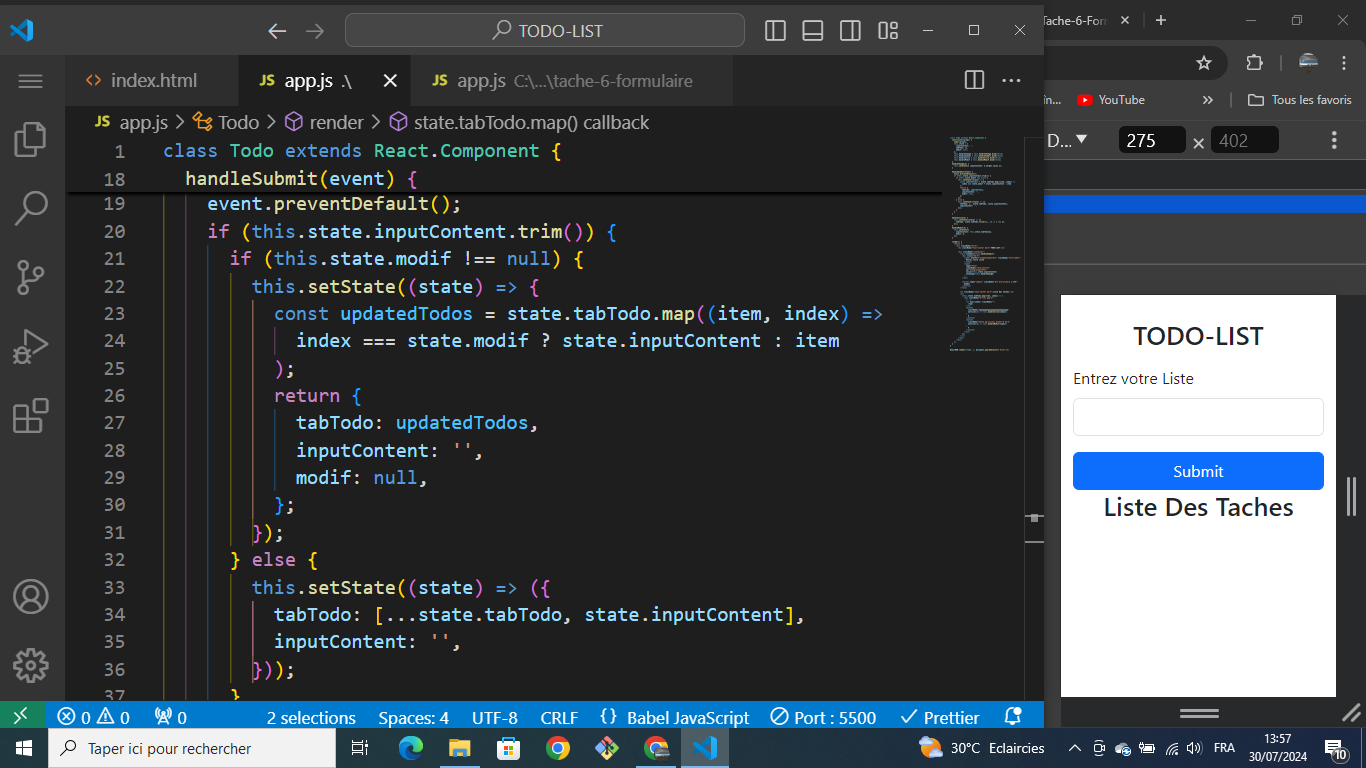 TODO-LIST
Tache-6-For
index.html
JS app.js .\
JS app.js C:\...\tache-6-formulaire
YouTube
»
Tous les favoris
JS app.js > Todo > render > state.tabTodo.map() callback
D... 275 × 402
1 class Todo extends React.Component {
18 handleSubmit(event) {
19 event.preventDefault();
20 if (this.state.inputContent.trim()) {
21 if (this.state.modif !== null) {
22 this.setState((state) => {
23 const updatedTodos = state.tabTodo.map((item, index) =>
24 index === state.modif ? state.inputContent : item
25 );
26 return {
27 tabTodo: updatedTodos,
28 inputContent: '',
29 modif: null,
30 };
31 });
32 } else {
33 this.setState((state) => ({
34 tabTodo: [...state.tabTodo, state.inputContent],
35 inputContent: '',
36 }));
37 }
TODO-LIST
Entrez votre Liste
Submit
Liste Des Taches
0 0 0 2 selections Spaces: 4 UTF-8 CRLF {} Babel JavaScript Port : 5500 Prettier
Taper ici pour rechercher
30°C Eclaircies
FRA
13:57
30/07/2024
10